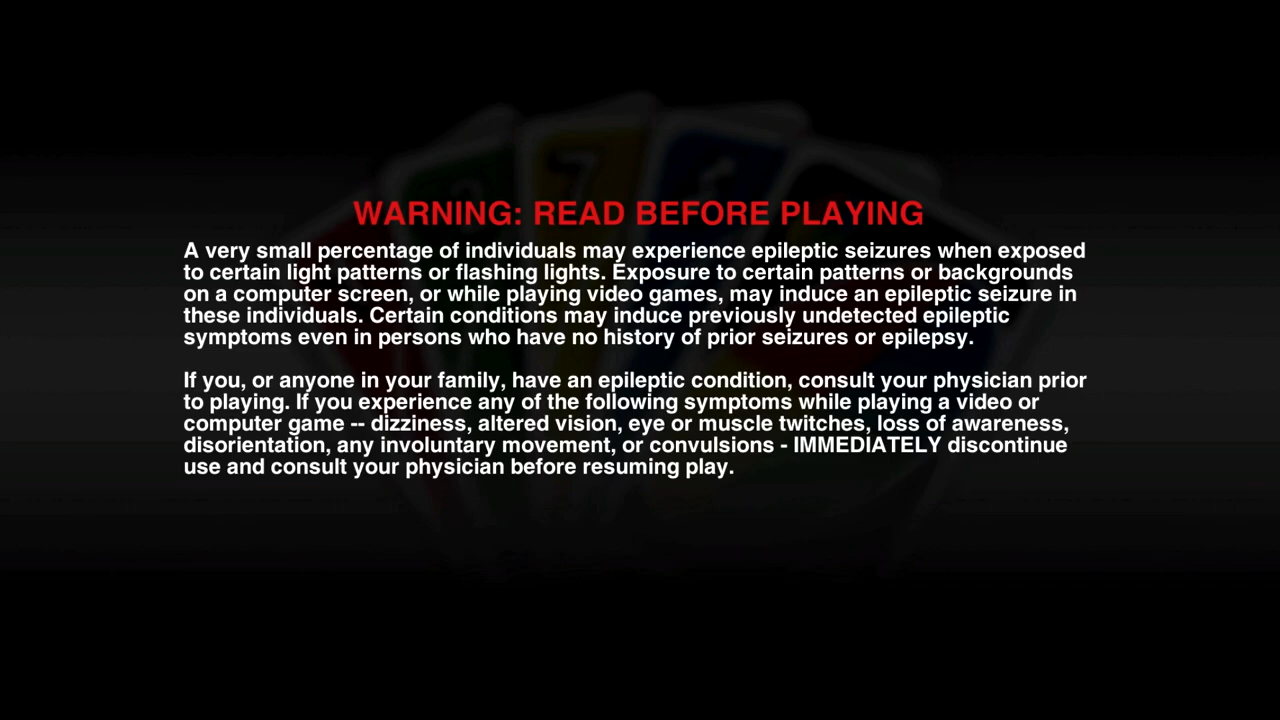 WARNING: READ BEFORE PLAYING
A very small percentage of individuals may experience epileptic seizures when exposed
to certain light patterns or flashing lights. Exposure to certain patterns or backgrounds
on a computer screen, or while playing video games, may induce an epileptic seizure in
these individuals. Certain conditions may induce previously undetected epileptic
symptoms even in persons who have no history of prior seizures or epilepsy.
If you, or anyone in your family, have an epileptic condition, consult your physician prior
to playing. If you experience any of the following symptoms while playing a video or
computer game -- dizziness, altered vision, eye or muscle twitches, loss of awareness,
disorientation, any involuntary movement, or convulsions - IMMEDIATELY discontinue
use and consult your physician before resuming play.